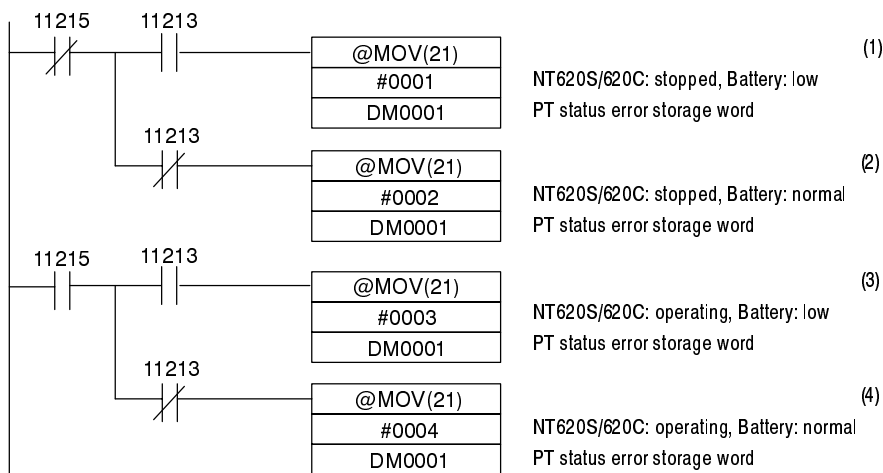 11215 11213
@MOV(21) (1)
#0001 NT620S/620C: stopped, Battery: low
DM0001 PT status error storage word
11213
@MOV(21) (2)
#0002 NT620S/620C: stopped, Battery: normal
DM0001 PT status error storage word
11215 11213
@MOV(21) (3)
#0003 NT620S/620C: operating, Battery: low
DM0001 PT status error storage word
11213
@MOV(21) (4)
#0004 NT620S/620C: operating, Battery: normal
DM0001 PT status error storage word